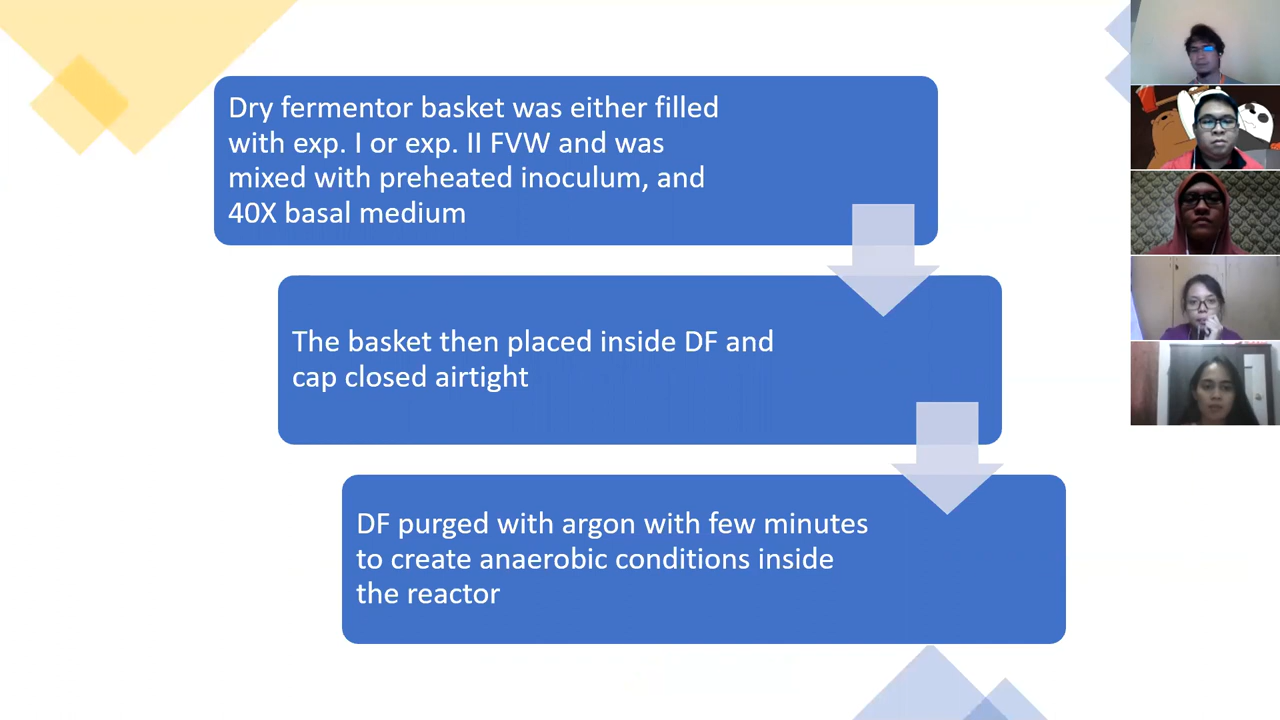 Dry fermentor basket was either filled
with exp. I or exp. II FVW and was
mixed with preheated inoculum, and
40X basal medium
The basket then placed inside DF and
cap closed airtight
DF purged with argon with few minutes
to create anaerobic conditions inside
the reactor